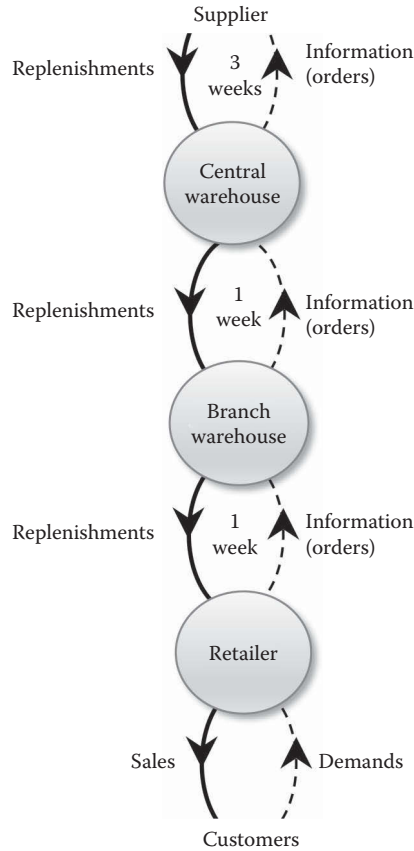 Supplier
Replenishments
3
weeks
Information
(orders)
Central
warehouse
Replenishments
1
week
Information
(orders)
Branch
warehouse
Replenishments
1
week
Information
(orders)
Retailer
Sales
Demands
Customers